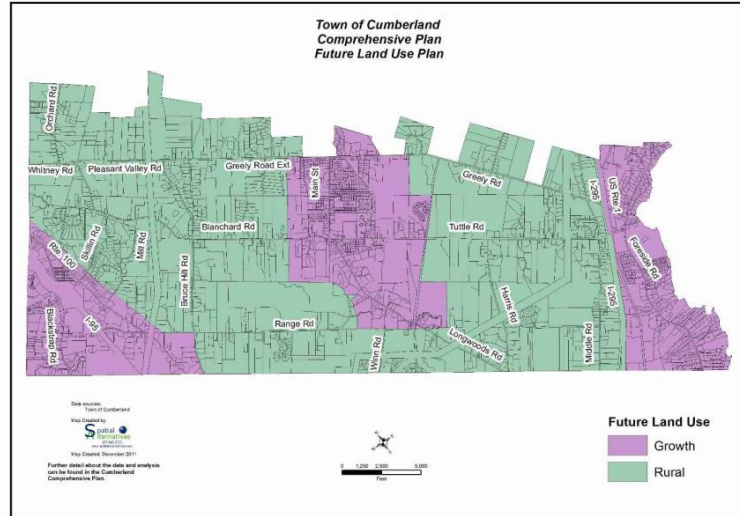 Town of Cumberland
Comprehensive Plan
Future Land Use Plan
Orchard Rd
Whitney Rd
Pleasant Valley Rd
Greely Road Ext
Main St
Greely Rd
I-295
US Rte 1
Skillin Rd
Mill Rd
Blanchard Rd
Tuttle Rd
Foreside Rd
Rte. 100
I-95
Blackstrap Rd
Bruce Hill Rd
Range Rd
Winn Rd
Harris Rd
Longwoods Rd
Middle Rd
I-295
Data sources:
Town of Cumberland
Map Created by:
Spatial
Alternatives
Map Created: December 2011
Further detail about the data and analysis
can be found in the Cumberland
Comprehensive Plan.
0 1,250 2,500 5,000
Feet
Future Land Use
Growth
Rural